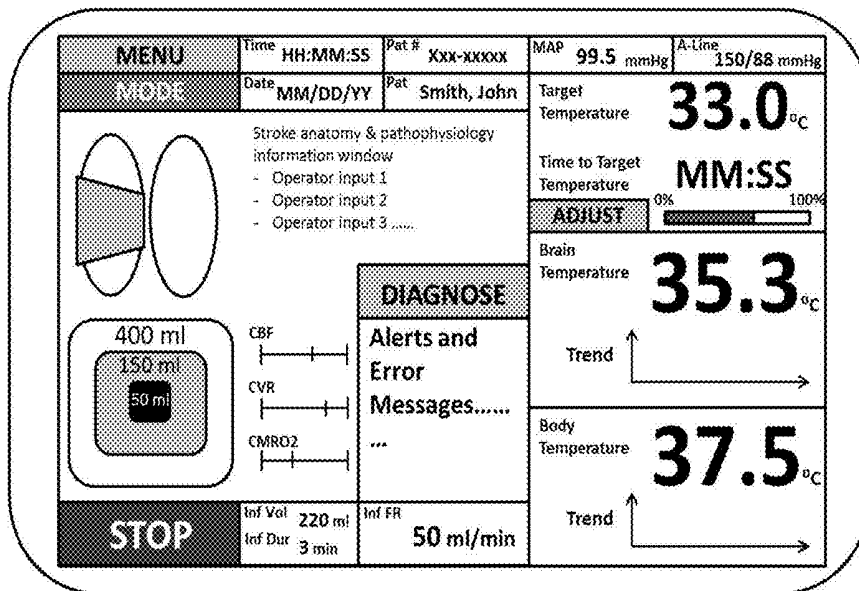 MENU
Time HH:MM:SS
Pat # Xxx-xxxxx
MAP 99.5 mmHg
A-Line 150/88 mmHg
MODE
Date MM/DD/YY
Pat Smith, John
Target
Temperature
33.0 °C
Time to Target
Temperature
MM:SS
ADJUST
0% 100%
Stroke anatomy & pathophysiology
information window
- Operator input 1
- Operator input 2
- Operator input 3 ......
Brain
Temperature
35.3 °C
Trend
DIAGNOSE
Alerts and
Error
Messages......
...
400 ml
150 ml
50 ml
CBF
CVR
CMRO2
Body
Temperature
37.5 °C
Trend
STOP
Inf Vol 220 ml
Inf Dur 3 min
Inf FR
50 ml/min